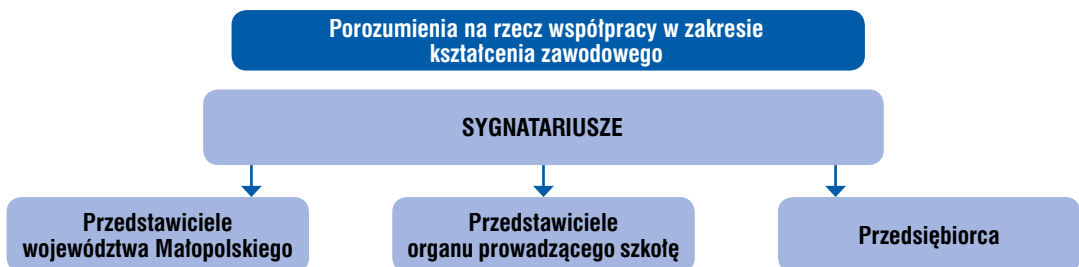 Porozumienia na rzecz współpracy w zakresie
kształcenia zawodowego
SYGNATARIUSZE
Przedstawiciele
województwa Małopolskiego
Przedstawiciele
organu prowadzącego szkołę
Przedsiębiorca